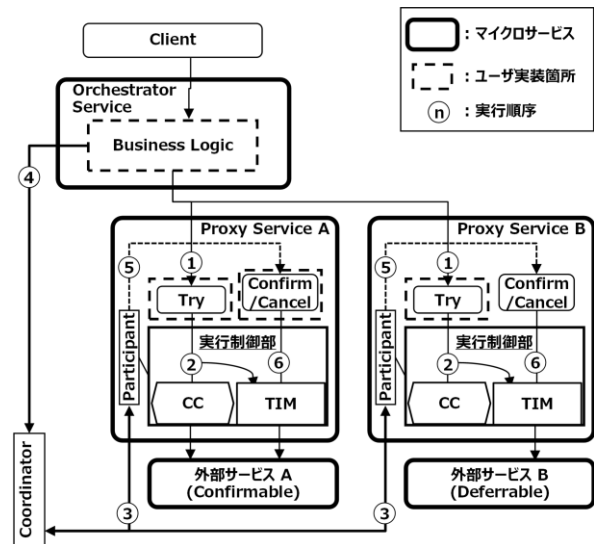 Client
: マイクロサービス
: ユーザ実装箇所
n : 実行順序
Orchestrator
Service
Business Logic
4
Proxy Service A
5
1
Try
Confirm
/Cancel
Participant
実行制御部
2
6
CC
TIM
外部サービス A
(Confirmable)
3
Proxy Service B
5
1
Try
Confirm
/Cancel
Participant
実行制御部
2
6
CC
TIM
外部サービス B
(Deferrable)
3
Coordinator